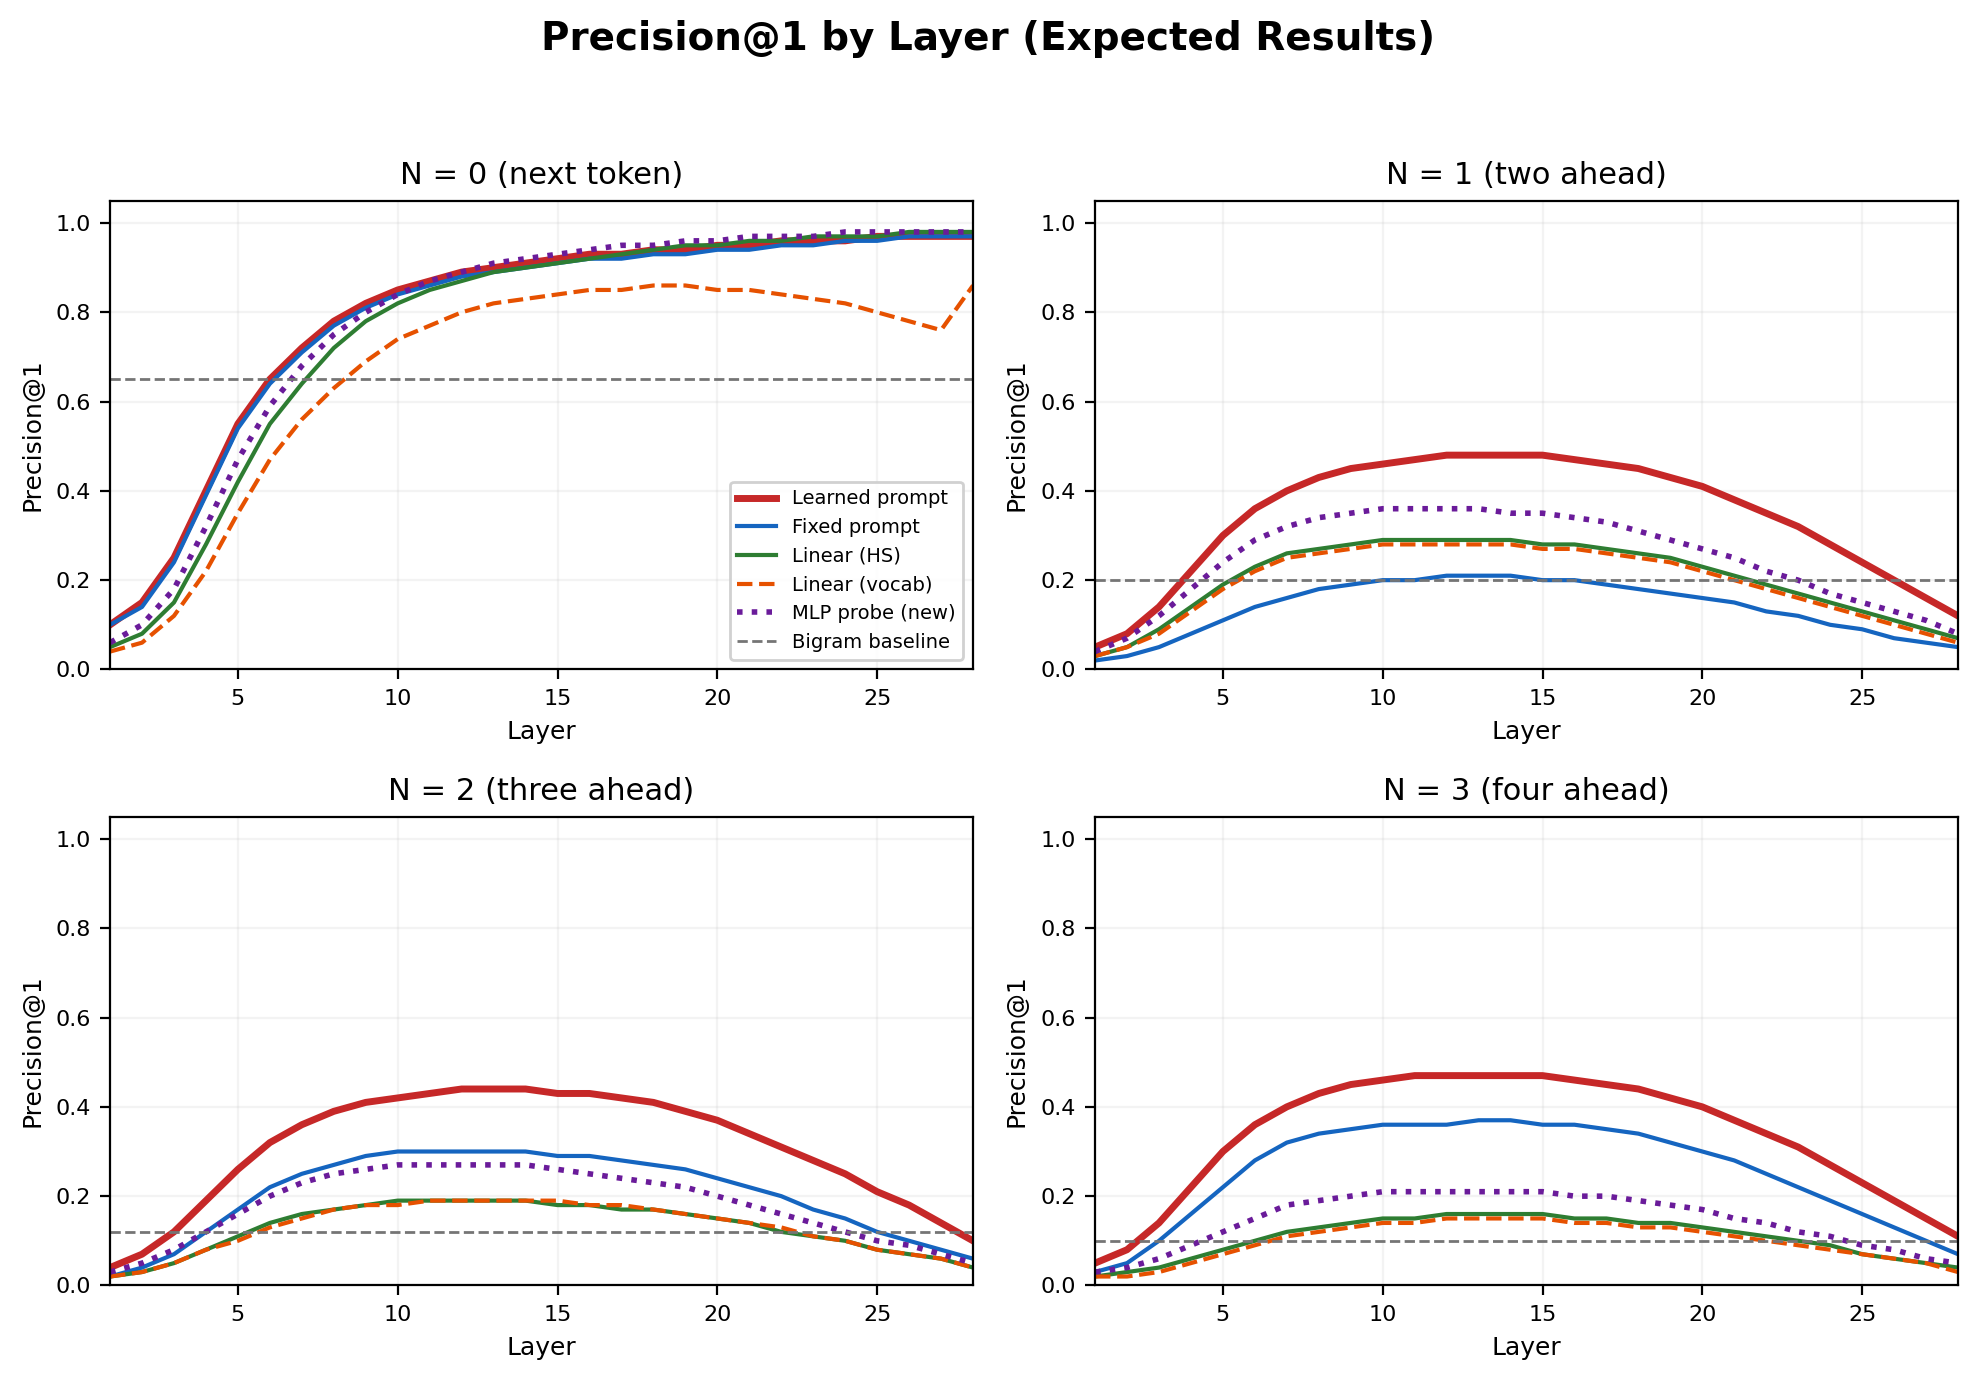 Precision@1 by Layer (Expected Results)
N = 0 (next token)
Precision@1
1.0
0.8
0.6
0.4
0.2
0.0
5 10 15 20 25
Layer
Learned prompt
Fixed prompt
Linear (HS)
Linear (vocab)
MLP probe (new)
Bigram baseline
N = 1 (two ahead)
Precision@1
1.0
0.8
0.6
0.4
0.2
0.0
5 10 15 20 25
Layer
N = 2 (three ahead)
Precision@1
1.0
0.8
0.6
0.4
0.2
0.0
5 10 15 20 25
Layer
N = 3 (four ahead)
Precision@1
1.0
0.8
0.6
0.4
0.2
0.0
5 10 15 20 25
Layer